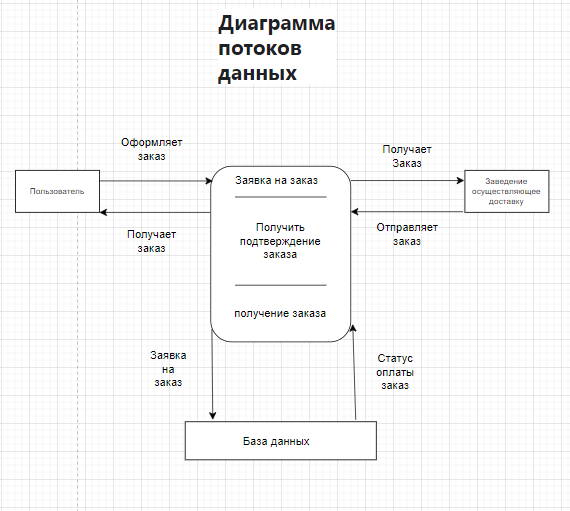 Диаграмма
потоков
данных
Оформляет
заказ
Получает
Заказ
Пользователь
Заявка на заказ
Заведение
осуществляющее
доставку
Получает
заказ
Получить
подтверждение
заказа
Отправляет
заказ
получение заказа
Заявка
на
заказ
Статус
оплаты
заказ
База данных